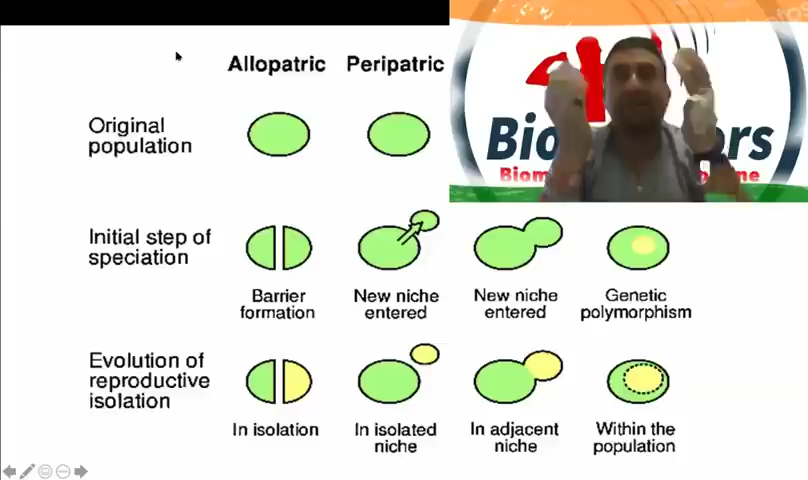 Allopatric Peripatric
Original
population
Initial step of
speciation
Barrier
formation
New niche
entered
New niche
entered
Genetic
polymorphism
Evolution of
reproductive
isolation
In isolation
In isolated
niche
In adjacent
niche
Within the
population